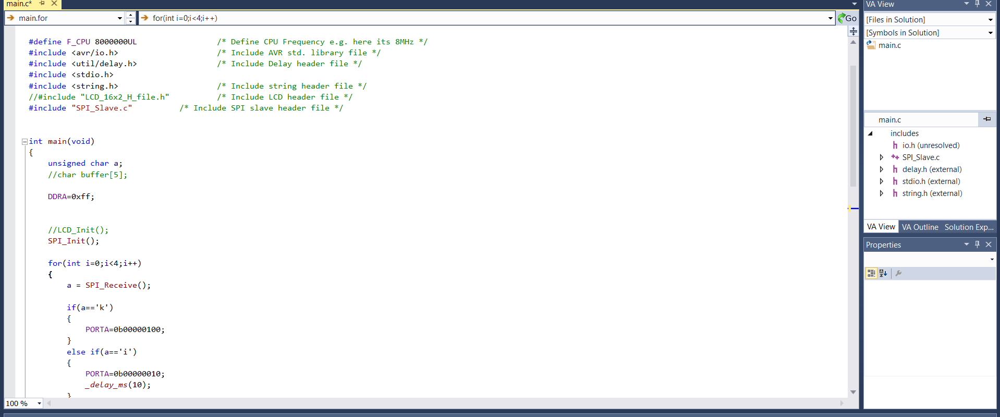 main.c*
main.for
for(int i=0;i<4;i++)
Go
#define F_CPU 8000000UL /* Define CPU Frequency e.g. here its 8MHz */
#include <avr/io.h> /* Include AVR std. library file */
#include <util/delay.h> /* Include Delay header file */
#include <stdio.h>
#include <string.h> /* Include string header file */
//#include "LCD_16x2_H_file.h" /* Include LCD header file */
#include "SPI_Slave.c" /* Include SPI slave header file */
int main(void)
{
unsigned char a;
//char buffer[5];
DDRA=0xff;
//LCD_Init();
SPI_Init();
for(int i=0;i<4;i++)
{
a = SPI_Receive();
if(a=='k')
{
PORTA=0b00000100;
}
else if(a=='i')
{
PORTA=0b00000010;
_delay_ms(10);
}
100 %
VA View
[Files in Solution]
[Symbols in Solution]
main.c
main.c
includes
io.h (unresolved)
SPI_Slave.c
delay.h (external)
stdio.h (external)
string.h (external)
VA View VA Outline Solution Exp...
Properties